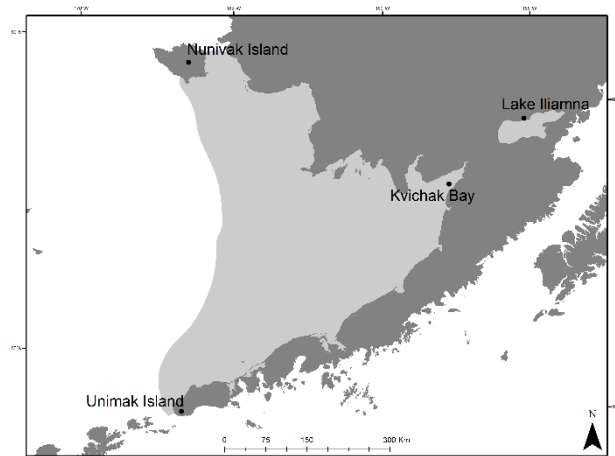 Nunivak Island
Lake Iliamna
Kvichak Bay
Unimak Island
N
0 75 150 300 Km